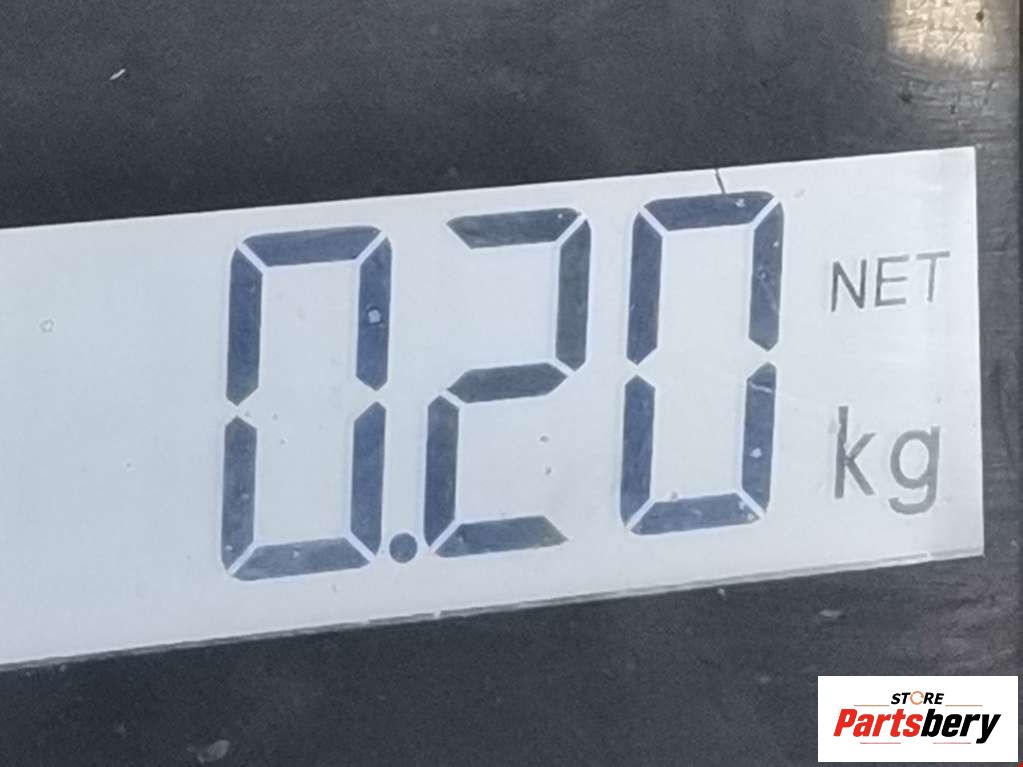 0.20 NET
kg
STORE
Partsbery